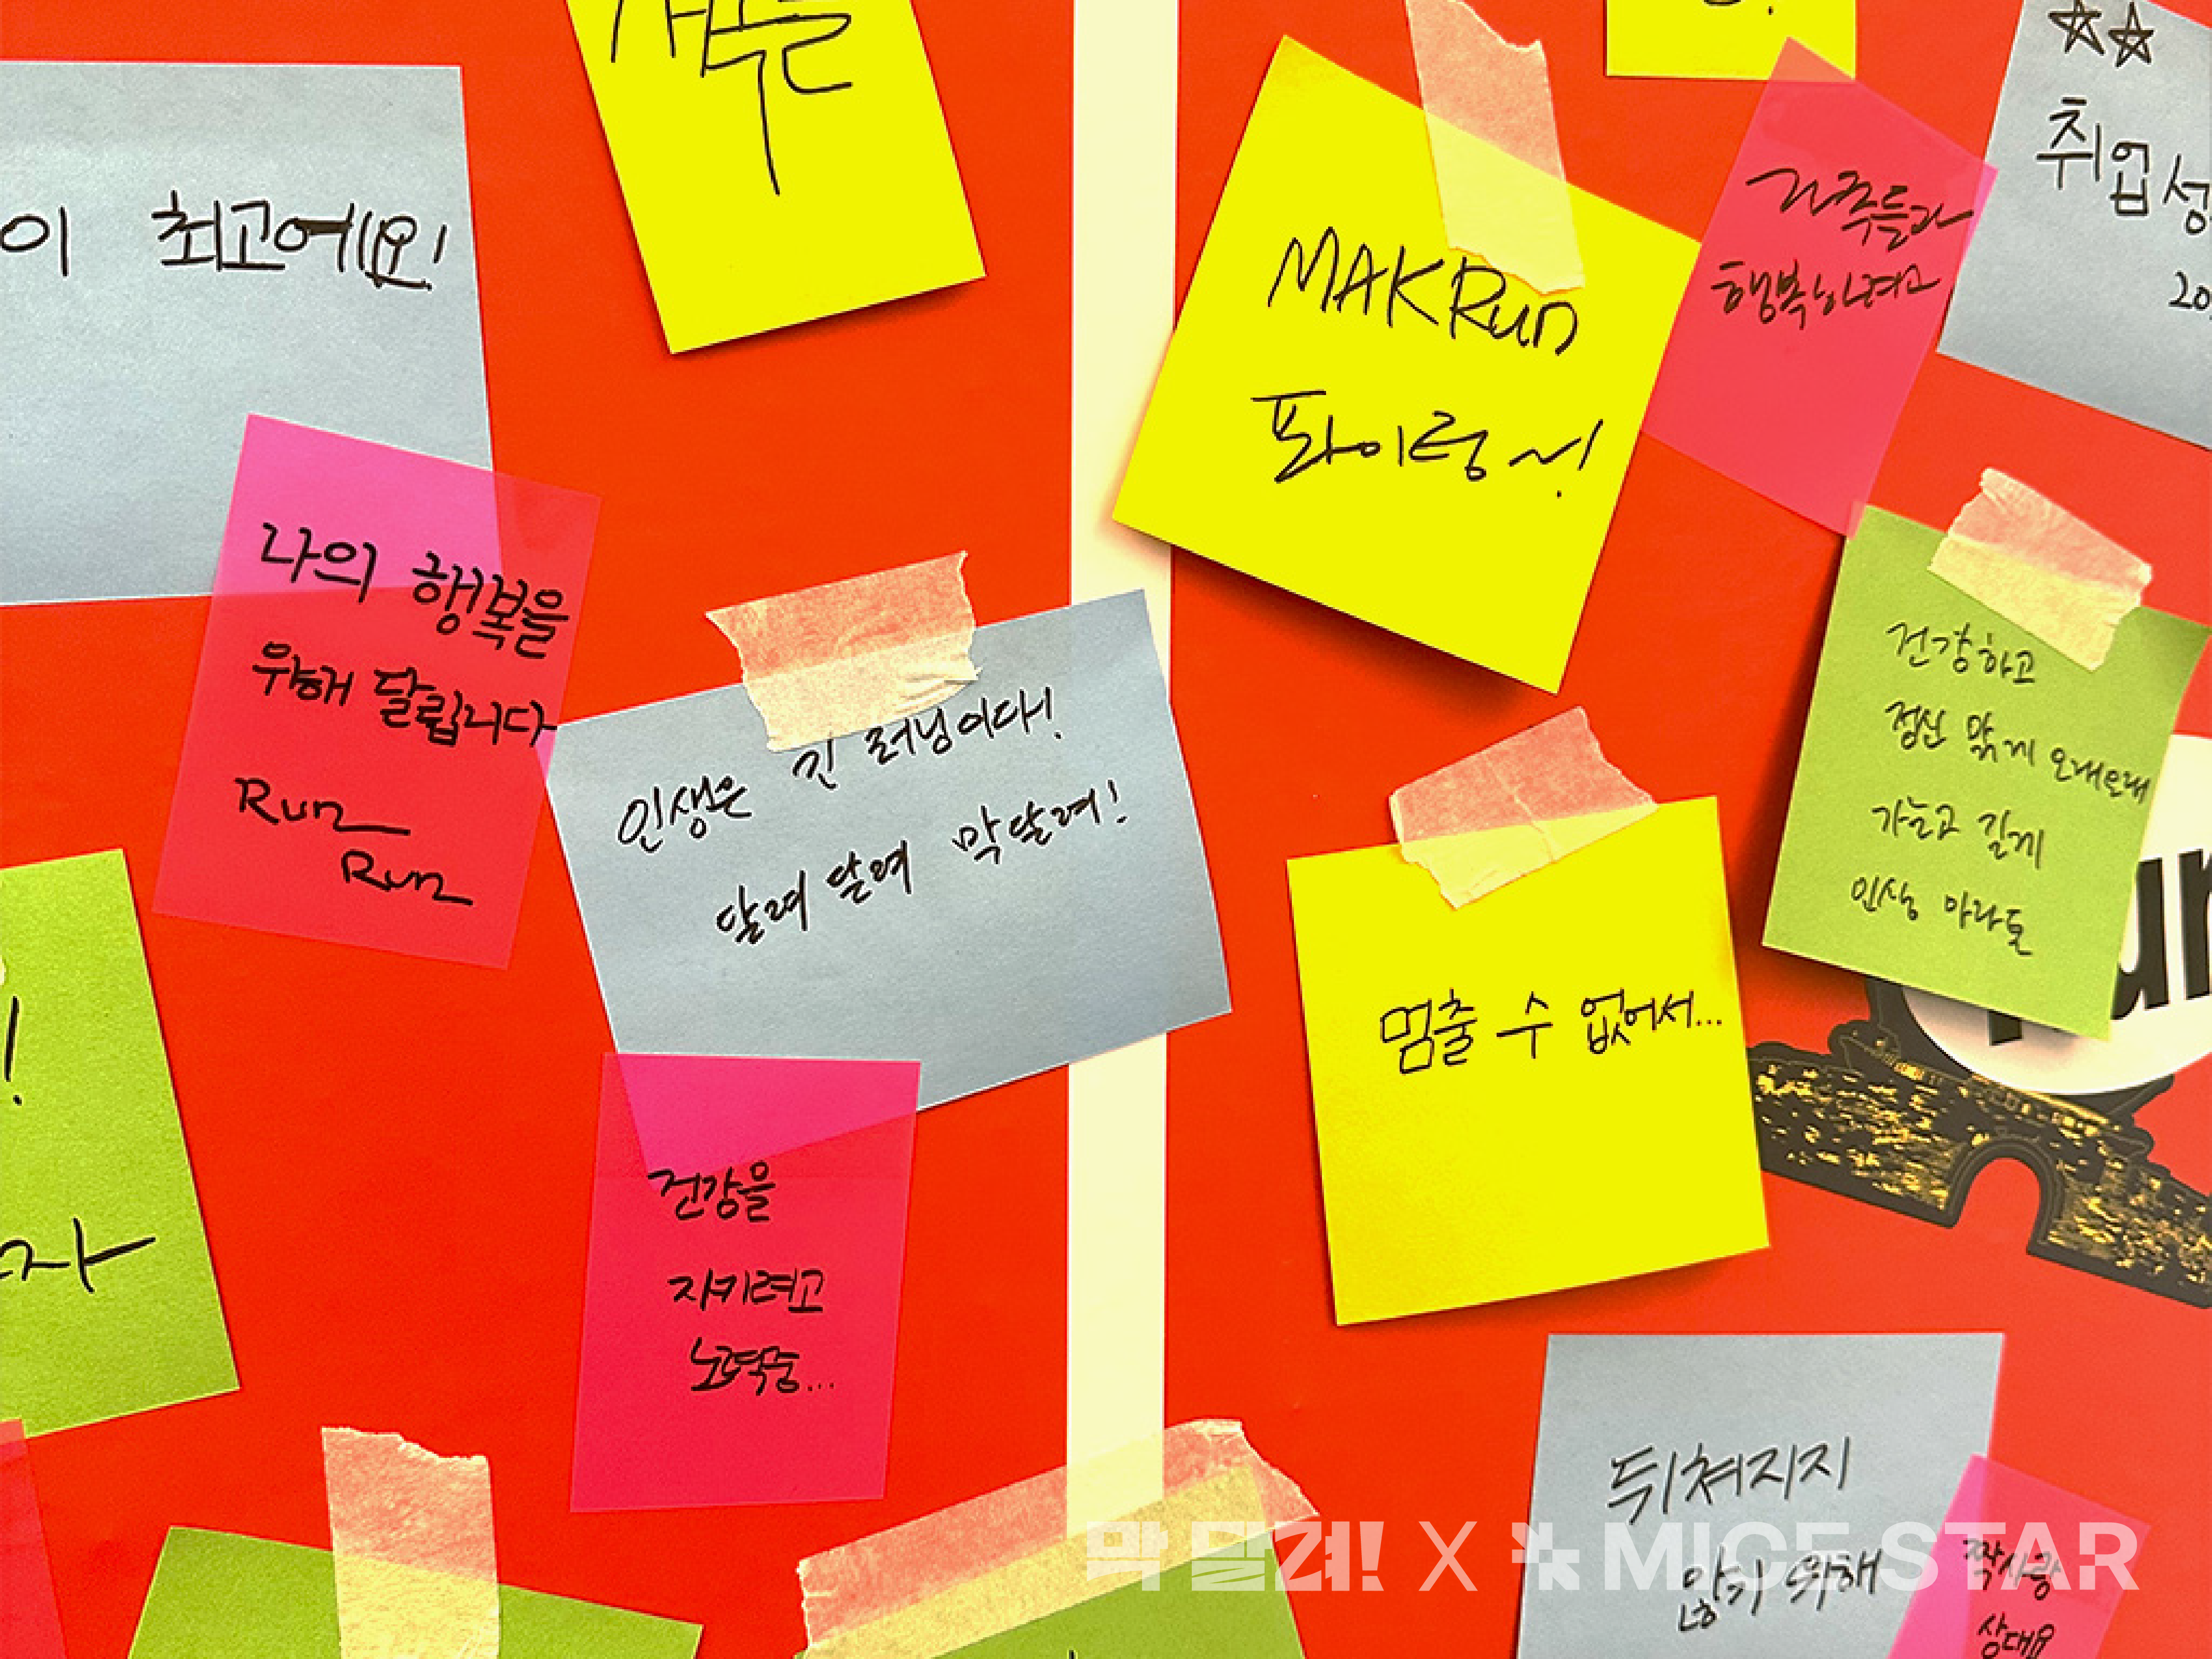 이 최고에요!
MAKRun
파이팅~!
가족들과
행복하려고
☆☆
취업성
20
나의 행복을
위해 달립니다
Run
Run
인생은 긴 러닝이다!
달려 달려 막달려!
건강하고
정신 맑게 오래오래
가늘고 길게
인생 마라톤
멈출 수 없어서...
건강을
지키려고
노력중...
뒤쳐지지
않기 위해
짝사랑
막 달려! X MICE STAR